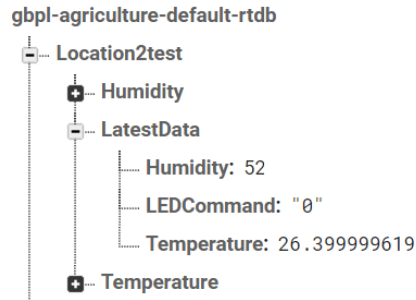 gbpl-agriculture-default-rtdb
Location2test
Humidity
LatestData
Humidity: 52
LEDCommand: "0"
Temperature: 26.399999619
Temperature